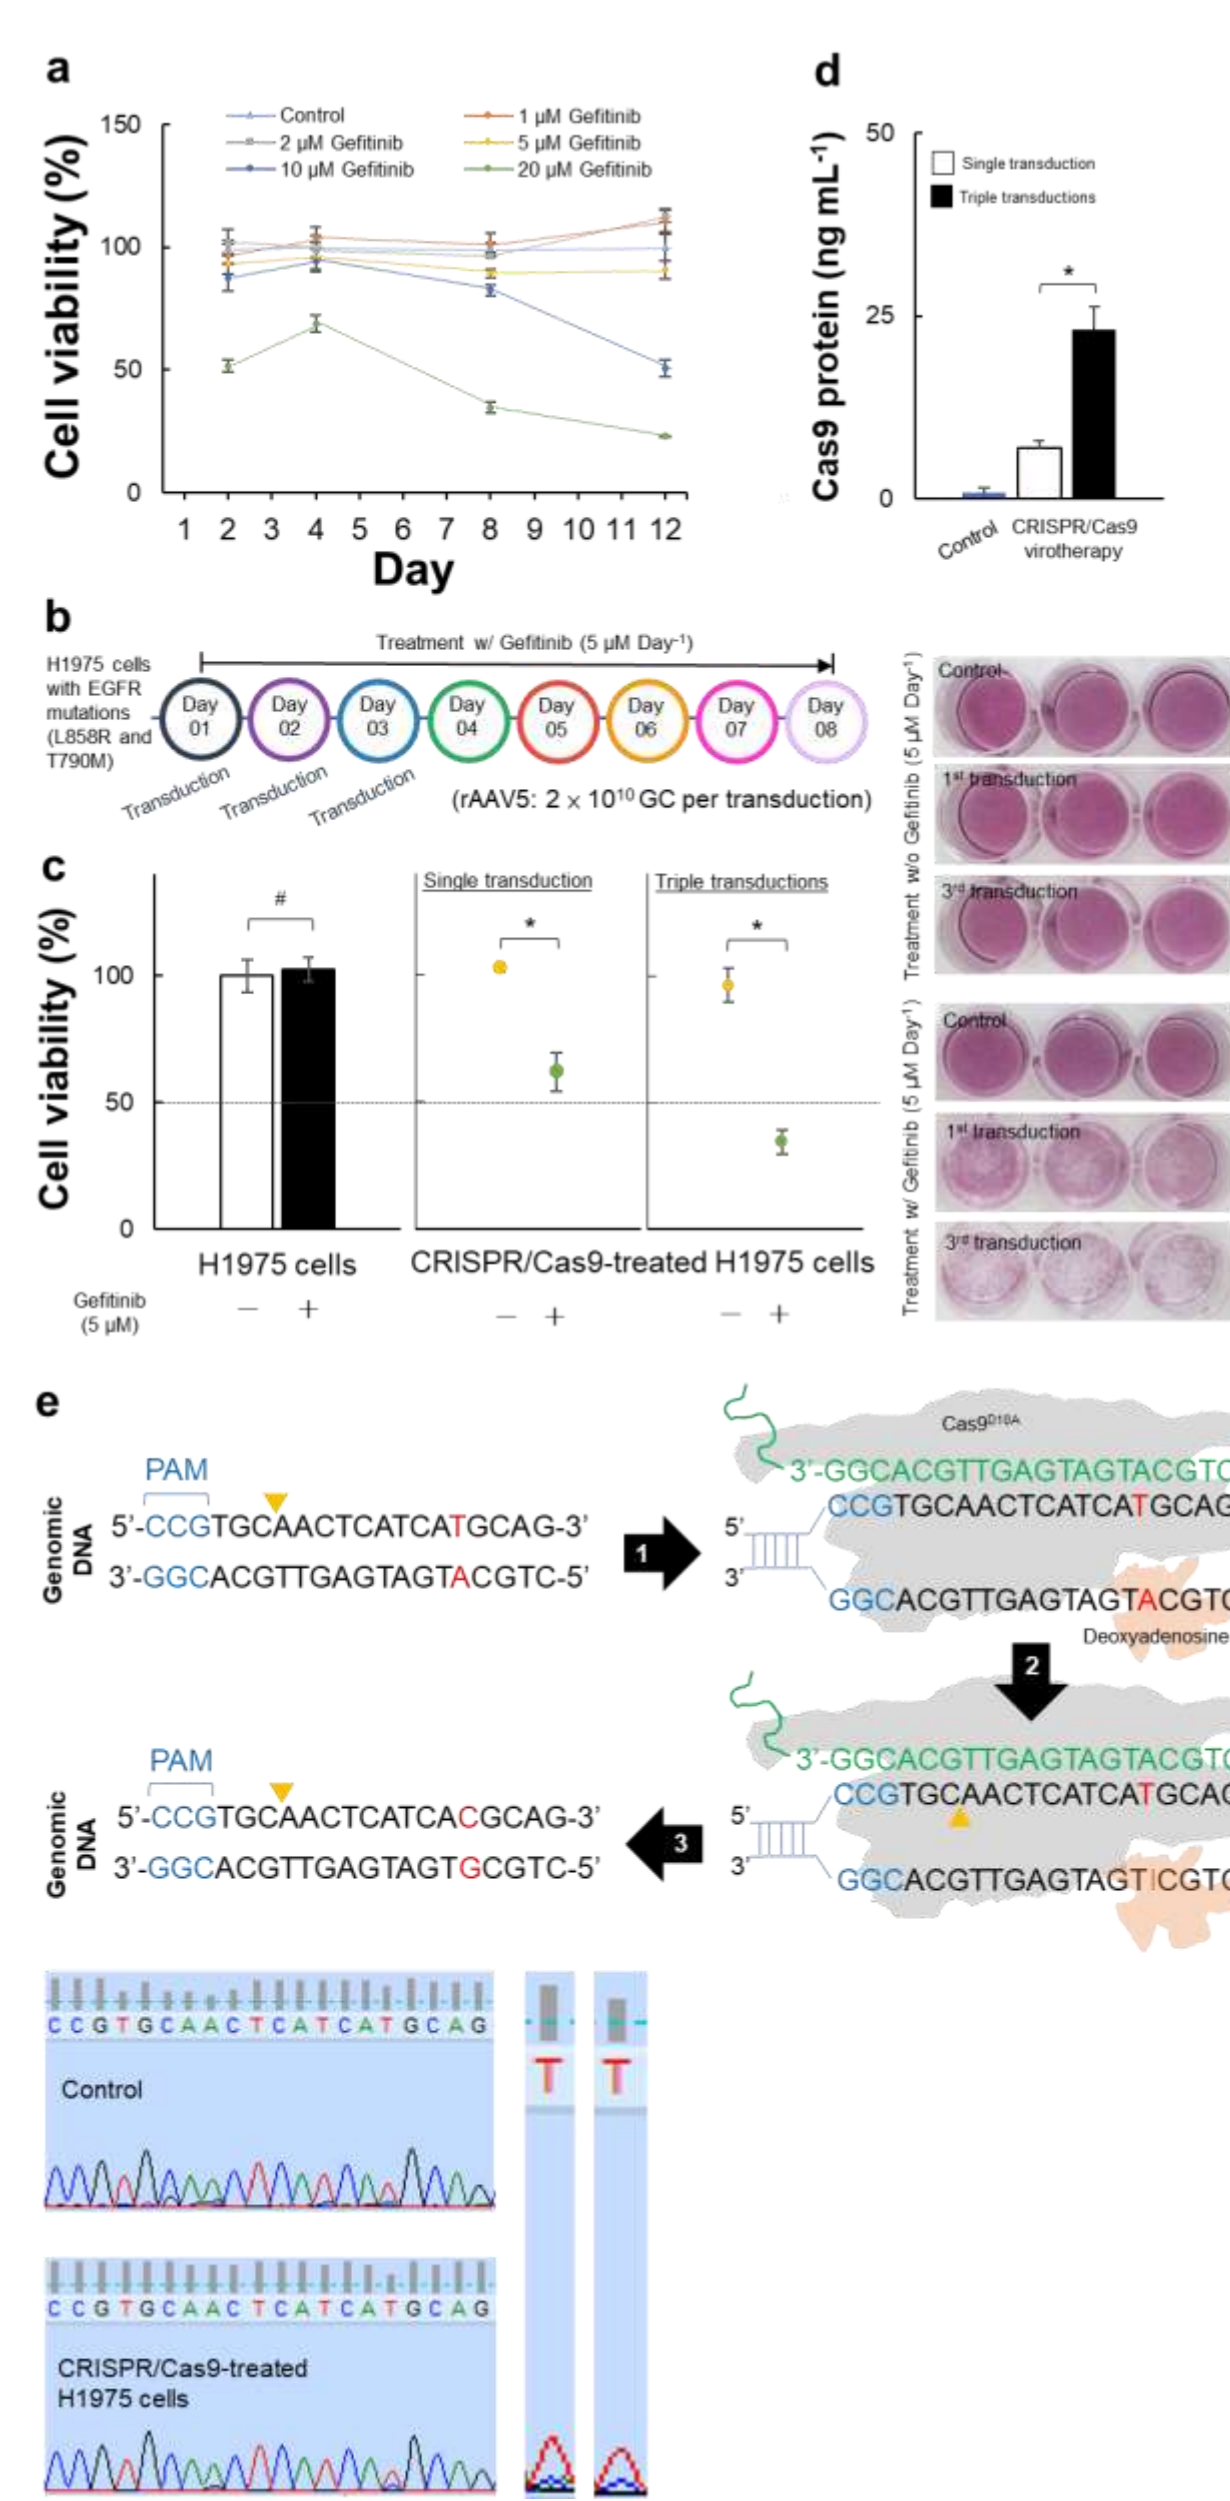 a
Cell viability (%)
150
100
50
0
Control
1 µM Gefitinib
2 µM Gefitinib
5 µM Gefitinib
10 µM Gefitinib
20 µM Gefitinib
1 2 3 4 5 6 7 8 9 10 11 12
Day
d
Cas9 protein (ng mL-1)
50
25
0
Single transduction
Triple transductions
*
Control
CRISPR/Cas9
virotherapy
b
Treatment w/ Gefitinib (5 µM Day-1)
H1975 cells
with EGFR
mutations
(L858R and
T790M)
Day 01
Day 02
Day 03
Day 04
Day 05
Day 06
Day 07
Day 08
Transduction
Transduction
Transduction
(rAAV5: 2 × 10¹⁰ GC per transduction)
Treatment w/o Gefitinib (5 µM Day-1)
Control
1st transduction
3rd transduction
Treatment w/ Gefitinib (5 µM Day-1)
Control
1st transduction
3rd transduction
c
Cell viability (%)
100
50
0
#
Single transduction
*
Triple transductions
*
H1975 cells
CRISPR/Cas9-treated H1975 cells
Gefitinib
(5 µM)
− + − + − +
e
Genomic
DNA
PAM
5'-CCGTGCAACTCATCATGCAG-3'
3'-GGCACGTTGAGTAGTACGTC-5'
1
Cas9D10A
3'-GGCACGTTGAGTAGTACGTC
CCGTGCAACTCATCATGCAG
5'
3'
GGCACGTTGAGTAGTACGTC
Deoxyadenosine
2
3'-GGCACGTTGAGTAGTACGTC
CCGTGCAACTCATCATGCAG
5'
3'
GGCACGTTGAGTAGTICGTC
3
Genomic
DNA
PAM
5'-CCGTGCAACTCATCACGCAG-3'
3'-GGCACGTTGAGTAGTGCGTC-5'
C C G T G C A A C T C A T C A T G C A G
Control
T
T
C C G T G C A A C T C A T C A T G C A G
CRISPR/Cas9-treated
H1975 cells